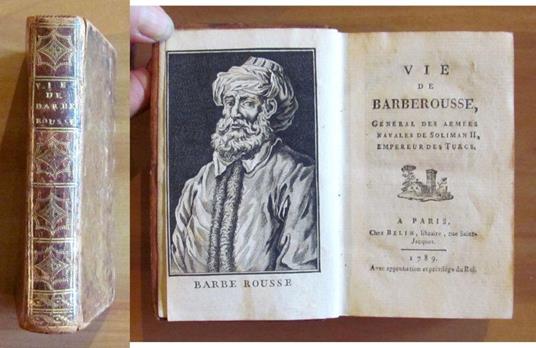 VIE
DE
BARBE
ROUSSE
BARBE ROUSSE
VIE
DE
BARBEROUSSE,
GÉNÉRAL DES ARMÉES
NAVALES DE SOLIMAN II,
EMPEREUR DES TURCS.
A PARIS,
Chez BELIN, libraire, rue Saint-
Jacques.
1789.
Avec approbation et privilége du Roi.